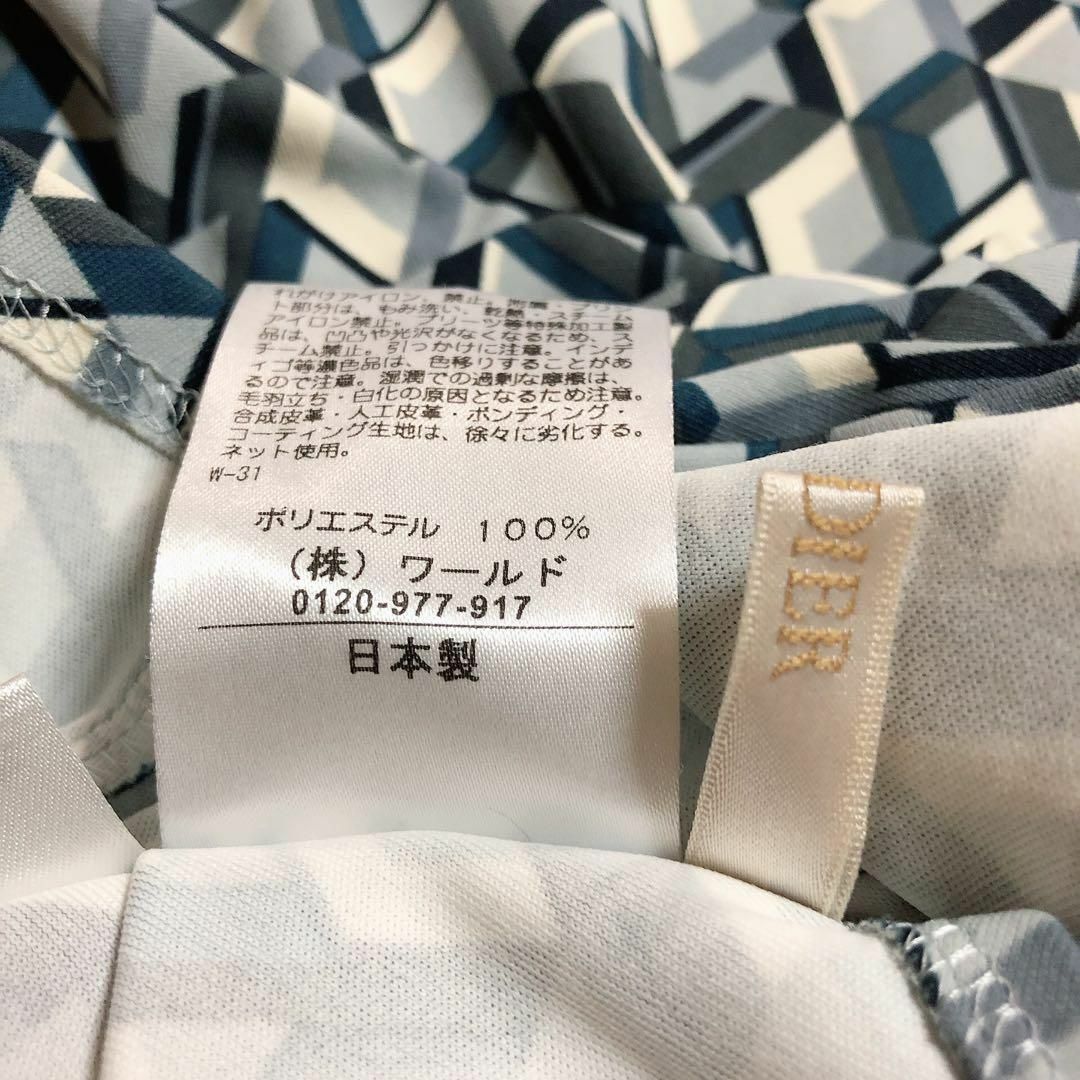 れがけアイロン。禁止。附属・プリン
ト部分は、もみ洗い、乾燥・スチーム
アイロン禁止。プリーツ等特殊加工製
品は、凹凸や光沢がなくなるため、ス
チーム禁止。引っかけに注意。インデ
ィゴ等濃色品は、色移りすることがあ
るので注意。湿潤での過剰な摩擦は、
毛羽立ち・白化の原因となるため注意。
合成皮革・人工皮革・ボンディング・
コーティング生地は、徐々に劣化する。
ネット使用。
W-31
ポリエステル 100%
(株)ワールド
0120-977-917
日本製
DIER